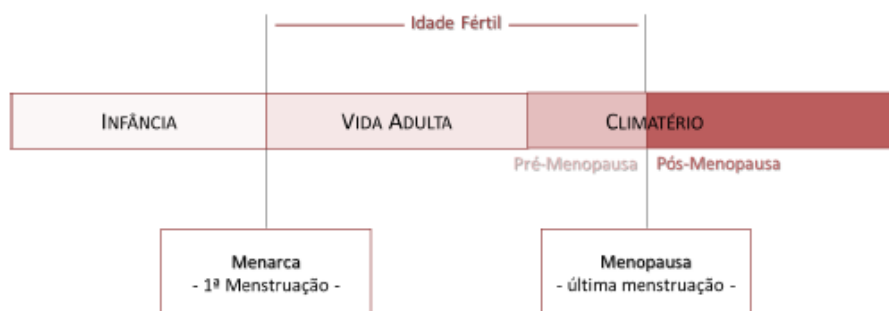 Idade Fértil
INFÂNCIA
VIDA ADULTA
CLIMATÉRIO
Pré-Menopausa
Pós-Menopausa
Menarca
- 1ª Menstruação -
Menopausa
- última menstruação -